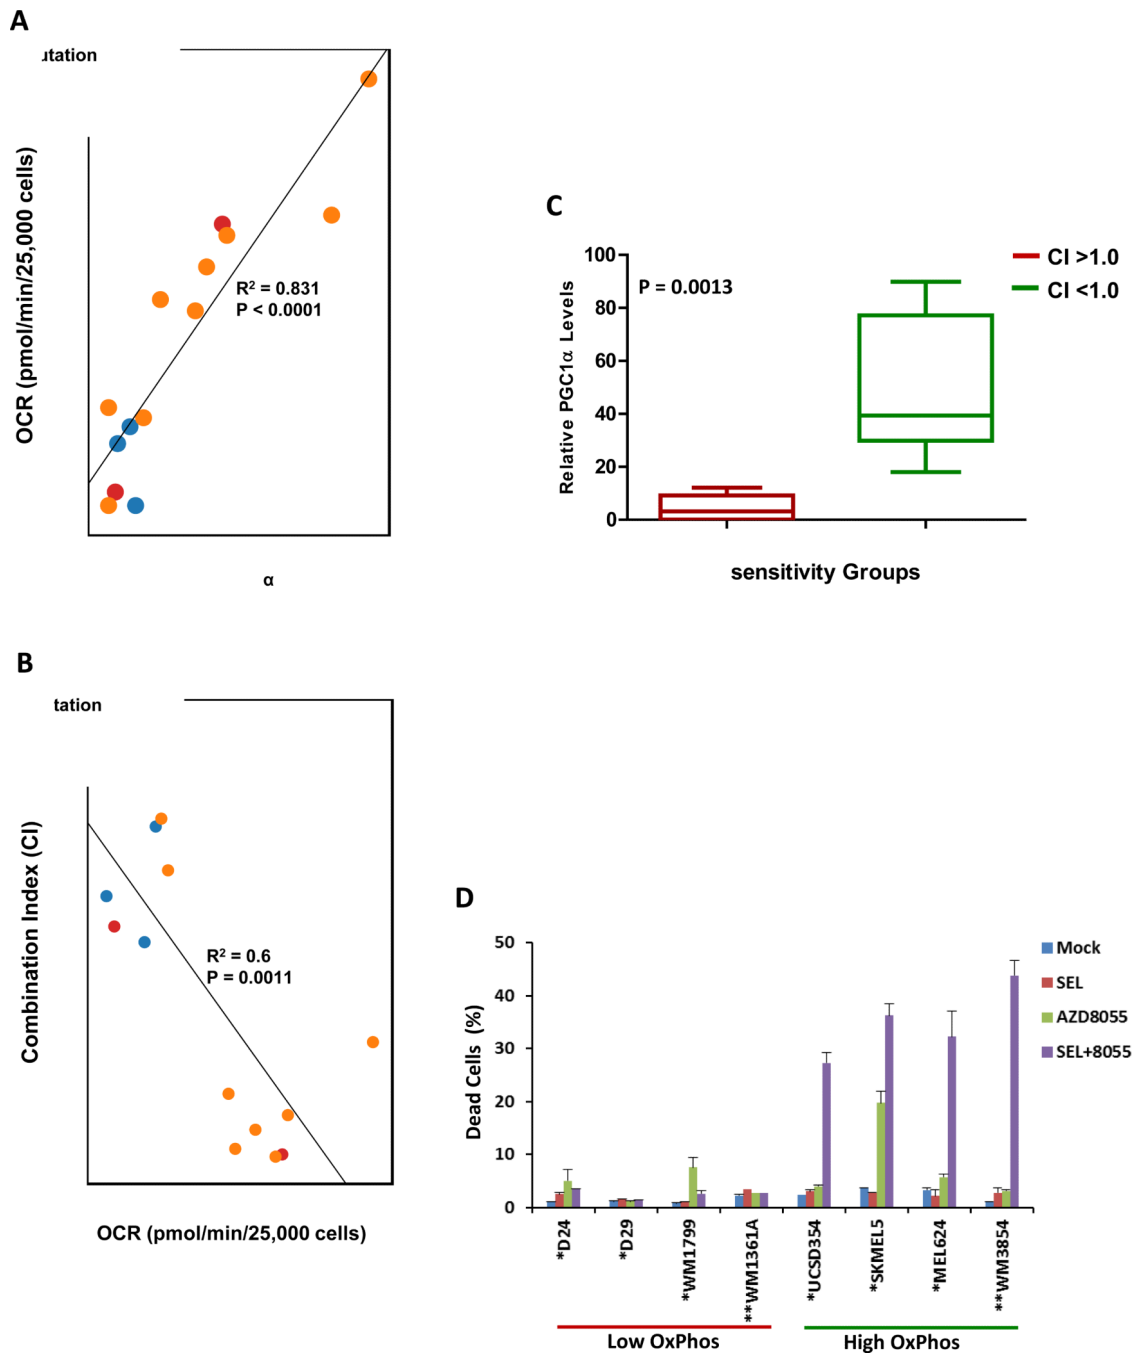 A
utation
OCR (pmol/min/25,000 cells)
R² = 0.831
P < 0.0001
α
B
tation
Combination Index (CI)
R² = 0.6
P = 0.0011
OCR (pmol/min/25,000 cells)
C
Relative PGC1α Levels
100
80
60
40
20
0
P = 0.0013
CI >1.0
CI <1.0
sensitivity Groups
D
Dead Cells (%)
50
40
30
20
10
0
Mock
SEL
AZD8055
SEL+8055
*D24
*D29
*WM1799
**WM1361A
*UCSD354
*SKMEL5
*MEL624
**WM3854
Low OxPhos
High OxPhos